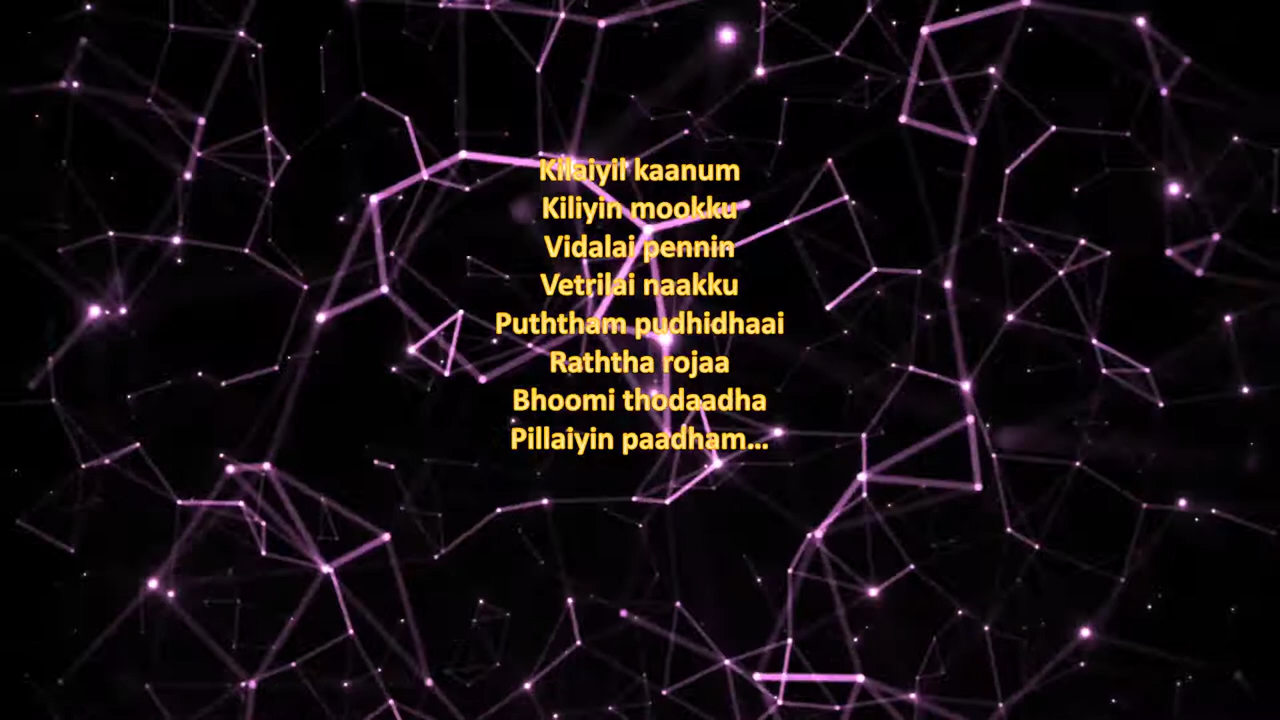 Kilaiyil kaanum
Kiliyin mookku
Vidalai pennin
Vetrilai naakku
Puththam pudhidhaai
Raththa rojaa
Bhoomi thodaadha
Pillaiyin paadham...